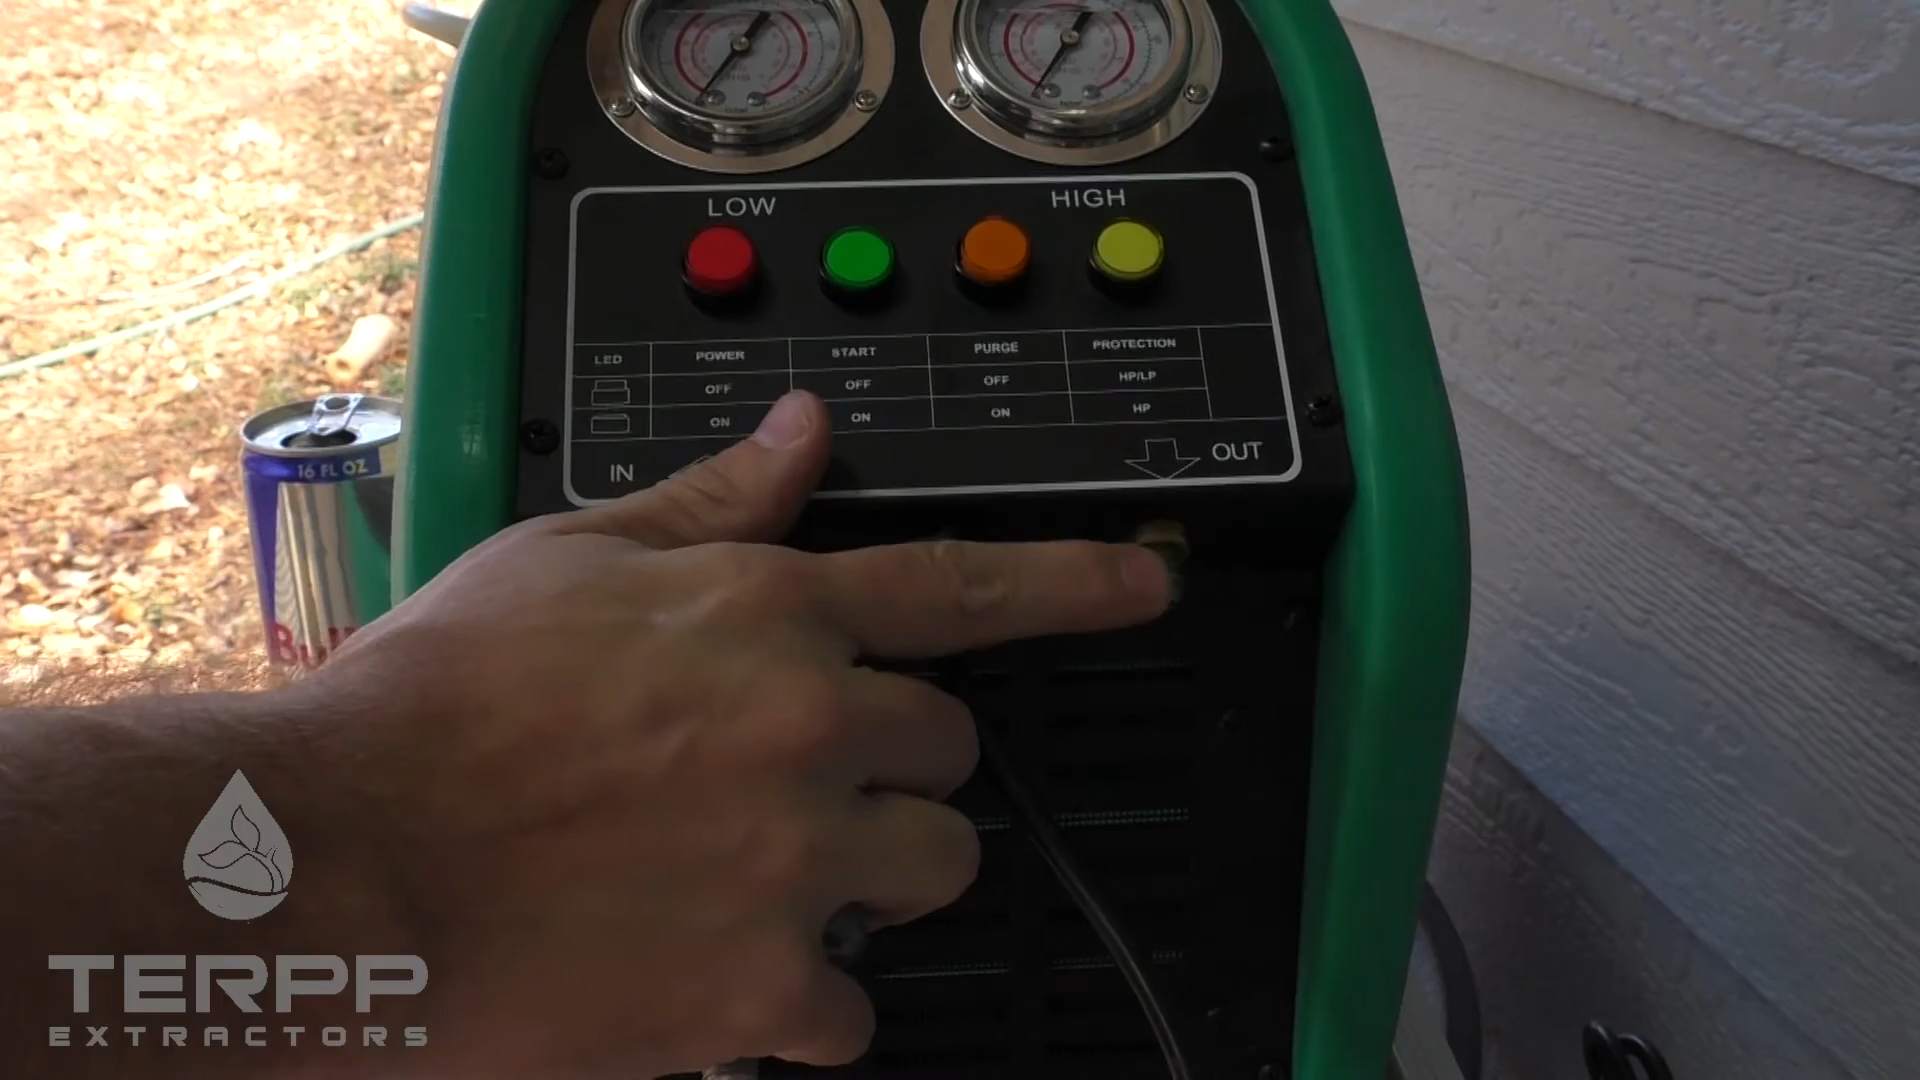 LOW
HIGH
LED POWER START PURGE PROTECTION
OFF OFF OFF HP/LP
ON ON ON HP
IN
OUT
16 FL OZ
TERPP
EXTRACTORS